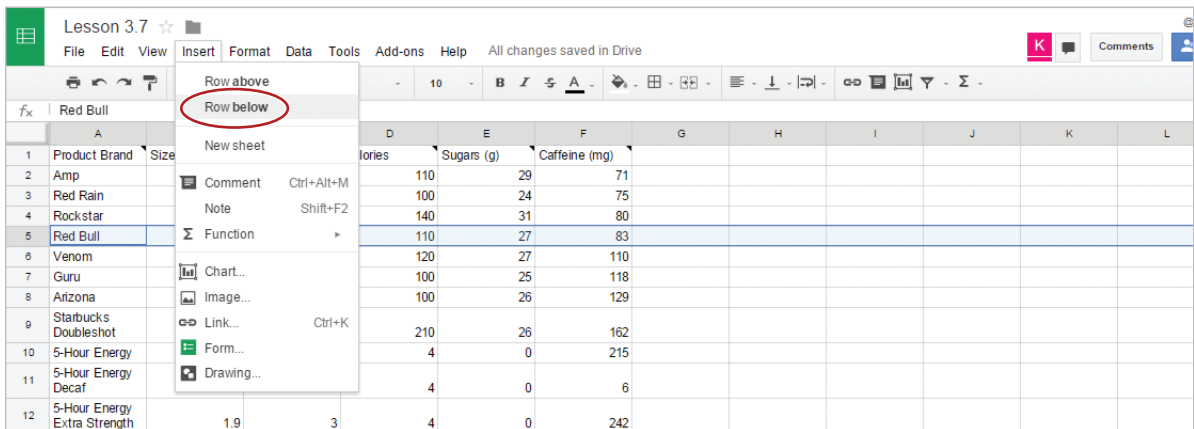 Lesson 3.7
@
File Edit View Insert Format Data Tools Add-ons Help All changes saved in Drive
K Comments
10 B I S A Σ
fx Red Bull
Row above
Row below
New sheet
Comment Ctrl+Alt+M
Note Shift+F2
Σ Function
Chart...
Image...
Link... Ctrl+K
Form...
Drawing...
A D E F G H I J K L
1 Product Brand Size lories Sugars (g) Caffeine (mg)
2 Amp 110 29 71
3 Red Rain 100 24 75
4 Rockstar 140 31 80
5 Red Bull 110 27 83
6 Venom 120 27 110
7 Guru 100 25 118
8 Arizona 100 26 129
9 Starbucks
Doubleshot 210 26 162
10 5-Hour Energy 4 0 215
11 5-Hour Energy
Decaf 4 0 6
12 5-Hour Energy
Extra Strength 1.9 3 4 0 242